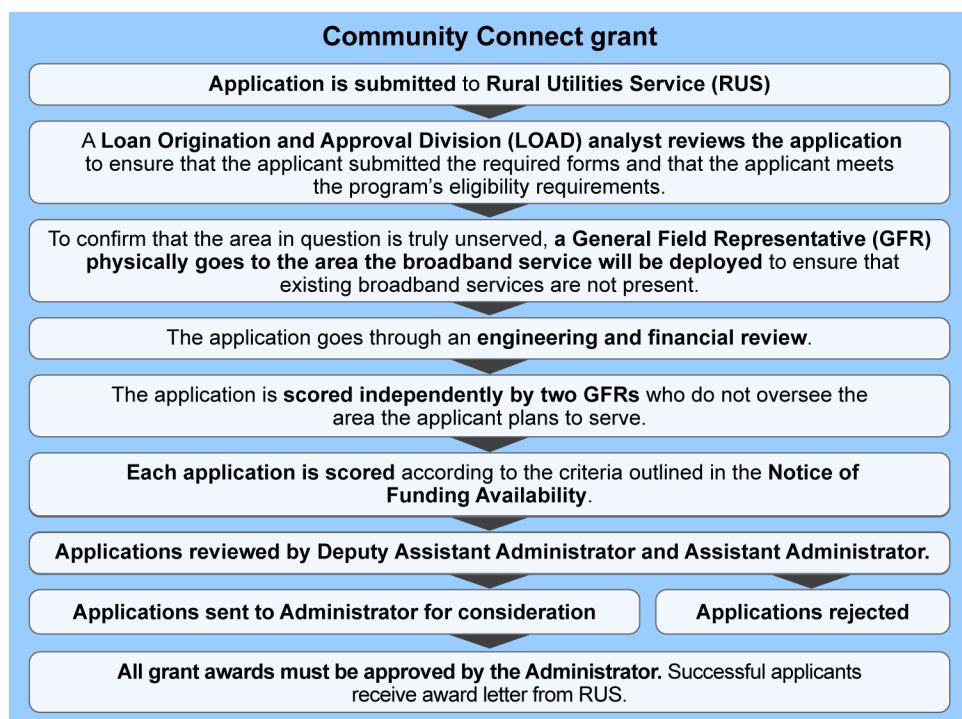 Community Connect grant
Application is submitted to Rural Utilities Service (RUS)
A Loan Origination and Approval Division (LOAD) analyst reviews the application
to ensure that the applicant submitted the required forms and that the applicant meets
the program’s eligibility requirements.
To confirm that the area in question is truly unserved, a General Field Representative (GFR)
physically goes to the area the broadband service will be deployed to ensure that
existing broadband services are not present.
The application goes through an engineering and financial review.
The application is scored independently by two GFRs who do not oversee the
area the applicant plans to serve.
Each application is scored according to the criteria outlined in the Notice of
Funding Availability.
Applications reviewed by Deputy Assistant Administrator and Assistant Administrator.
Applications sent to Administrator for consideration
Applications rejected
All grant awards must be approved by the Administrator. Successful applicants
receive award letter from RUS.